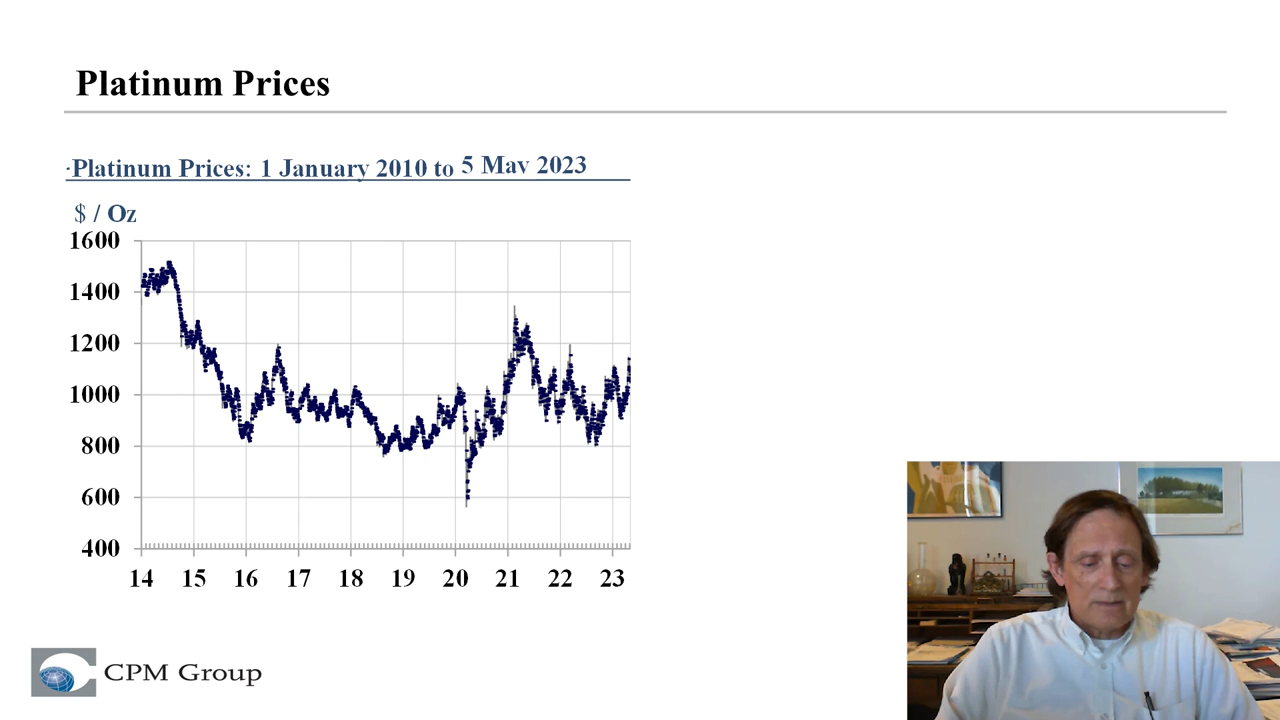 Platinum Prices
·Platinum Prices: 1 January 2010 to 5 May 2023
$ / Oz
1600
1400
1200
1000
800
600
400
14 15 16 17 18 19 20 21 22 23
CPM Group